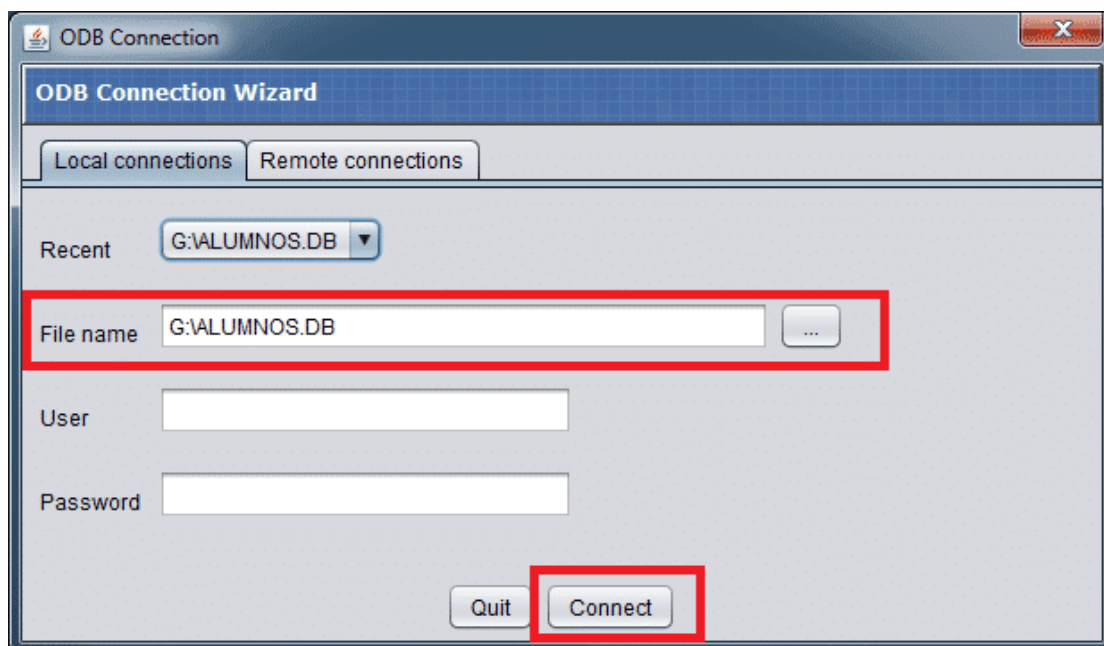 ODB Connection
ODB Connection Wizard
Local connections Remote connections
Recent G:\ALUMNOS.DB
File name G:\ALUMNOS.DB ...
User
Password
Quit Connect